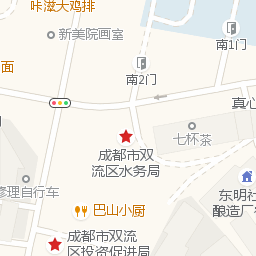 咔滋大鸡排
新美院画室
南1门
面
南2门
真心
七杯茶
成都市双
流区水务局
修理自行车
东明社
酿造厂
巴山小厨
成都市双流
区投资促进局